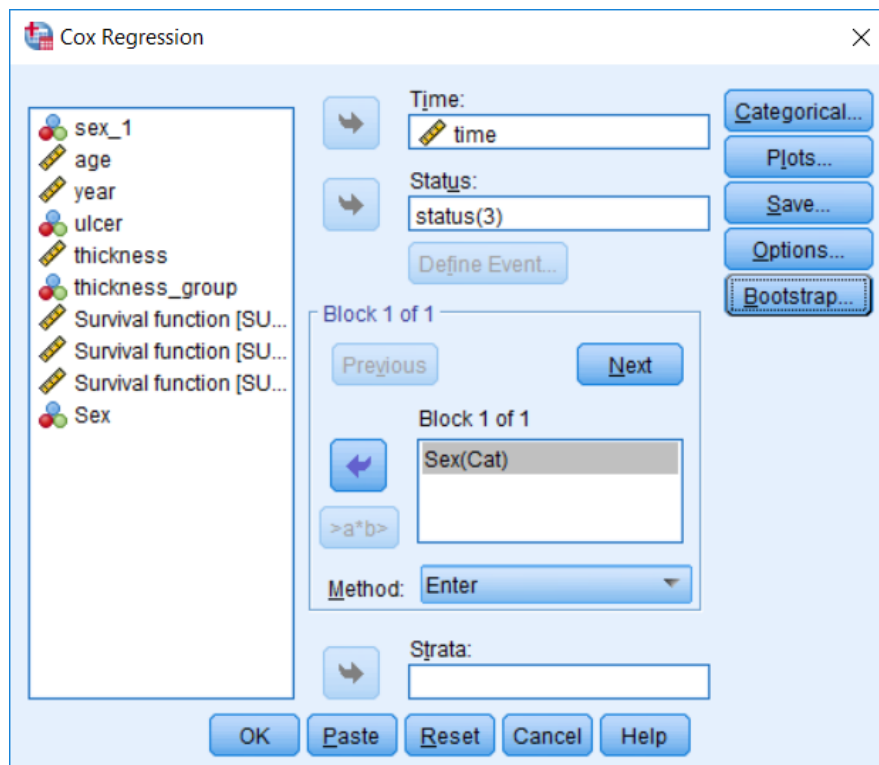 Cox Regression
sex_1
age
year
ulcer
thickness
thickness_group
Survival function [SU...
Survival function [SU...
Survival function [SU...
Sex
Time:
time
Status:
status(3)
Define Event...
Block 1 of 1
Previous
Next
Block 1 of 1
Sex(Cat)
>a*b>
Method:
Enter
Strata:
Categorical...
Plots...
Save...
Options...
Bootstrap...
OK
Paste
Reset
Cancel
Help